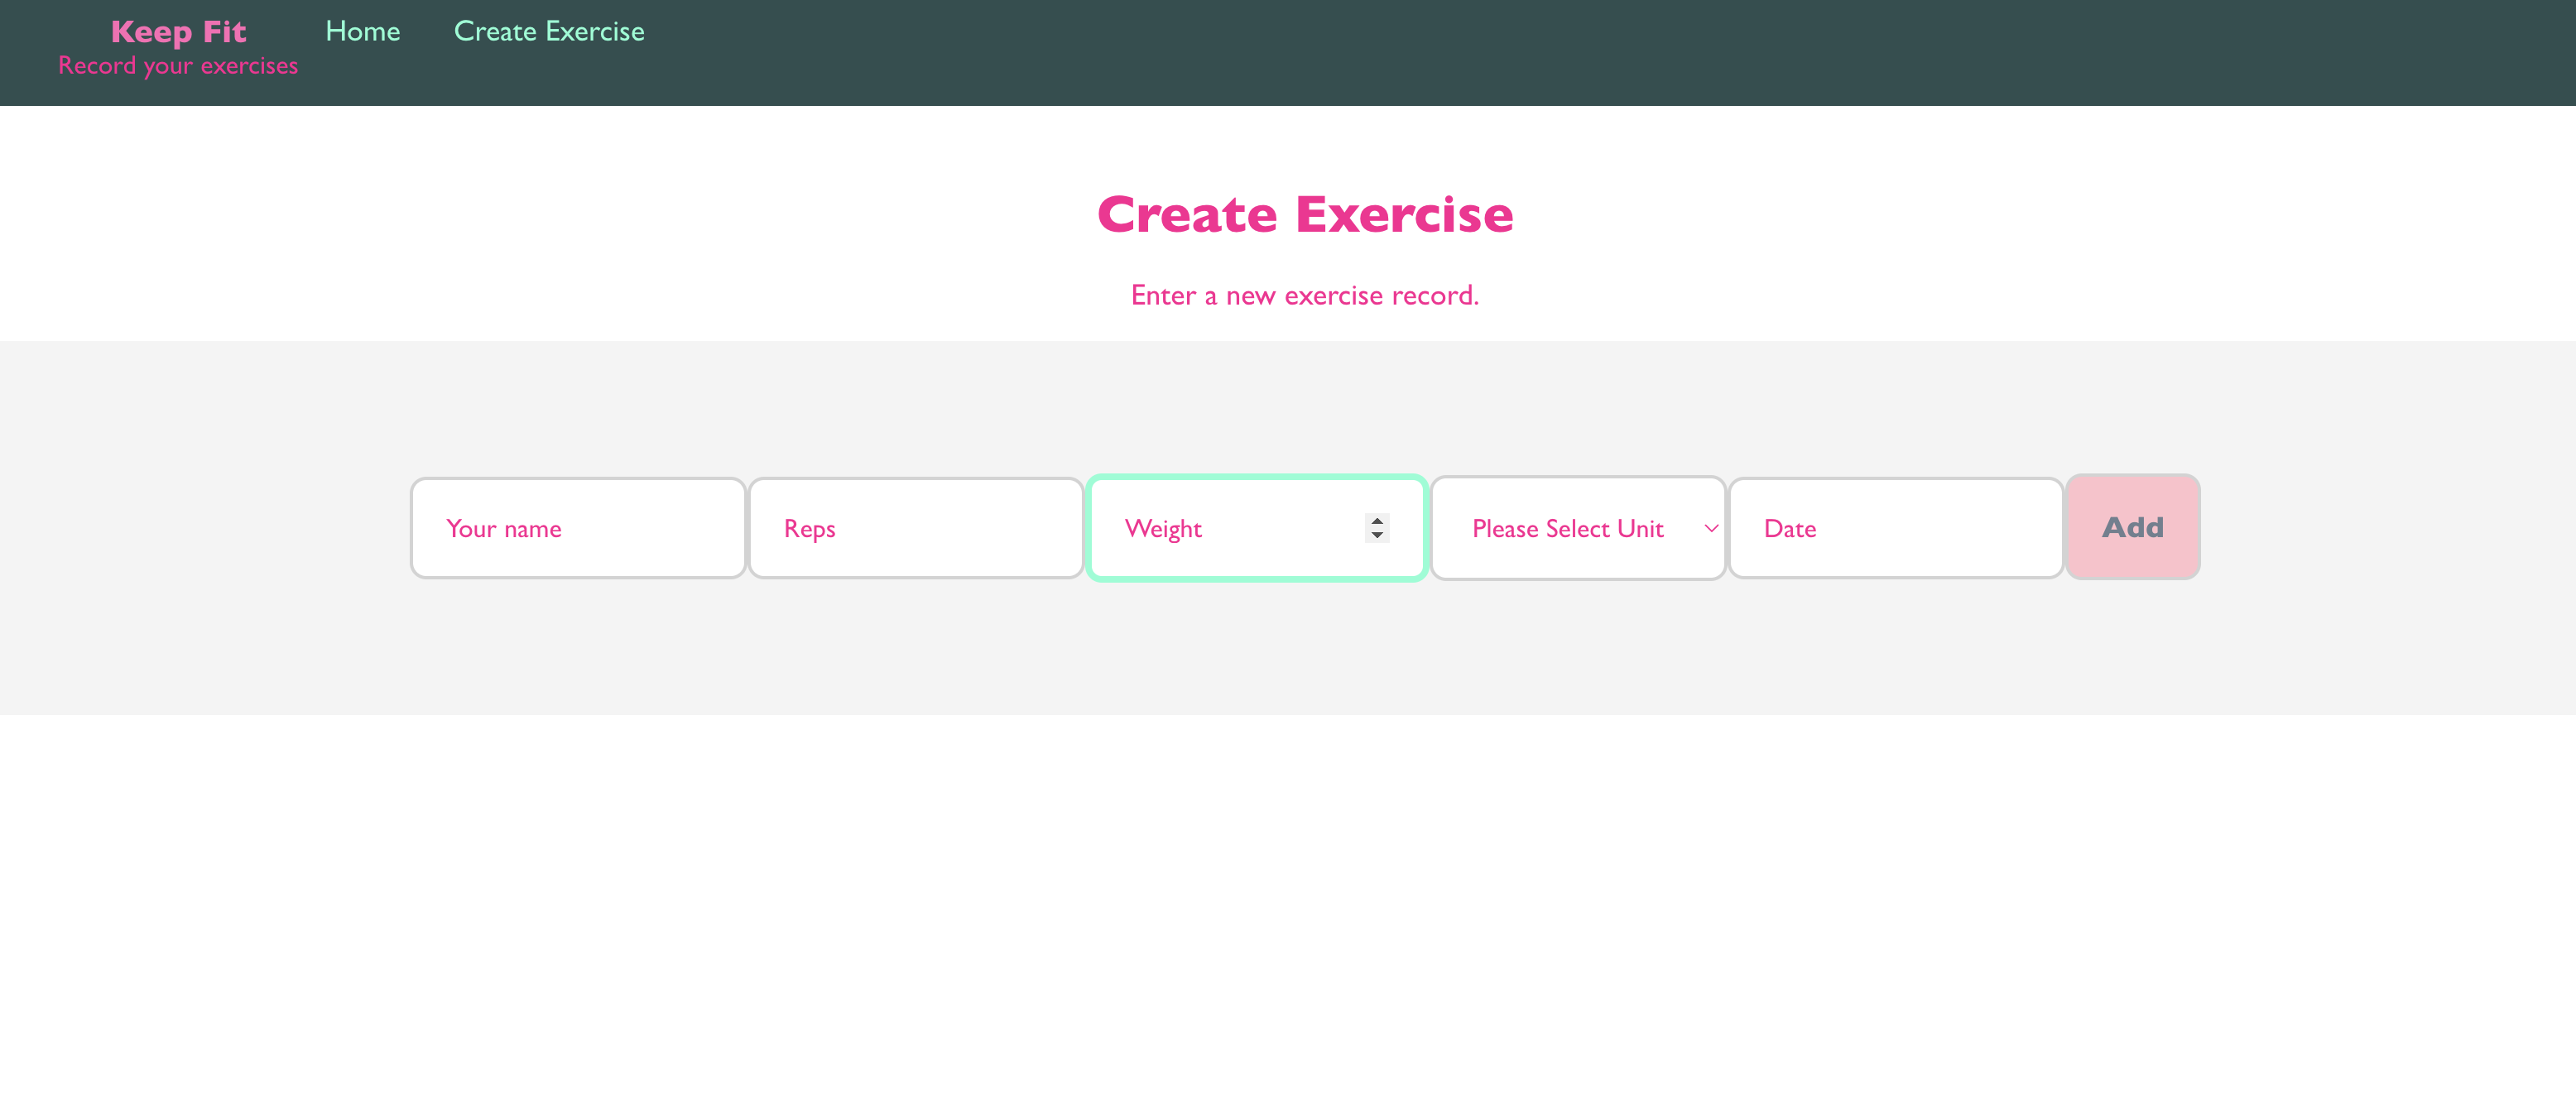 Keep Fit
Record your exercises
Home
Create Exercise
Create Exercise
Enter a new exercise record.
Your name
Reps
Weight
Please Select Unit
Date
Add